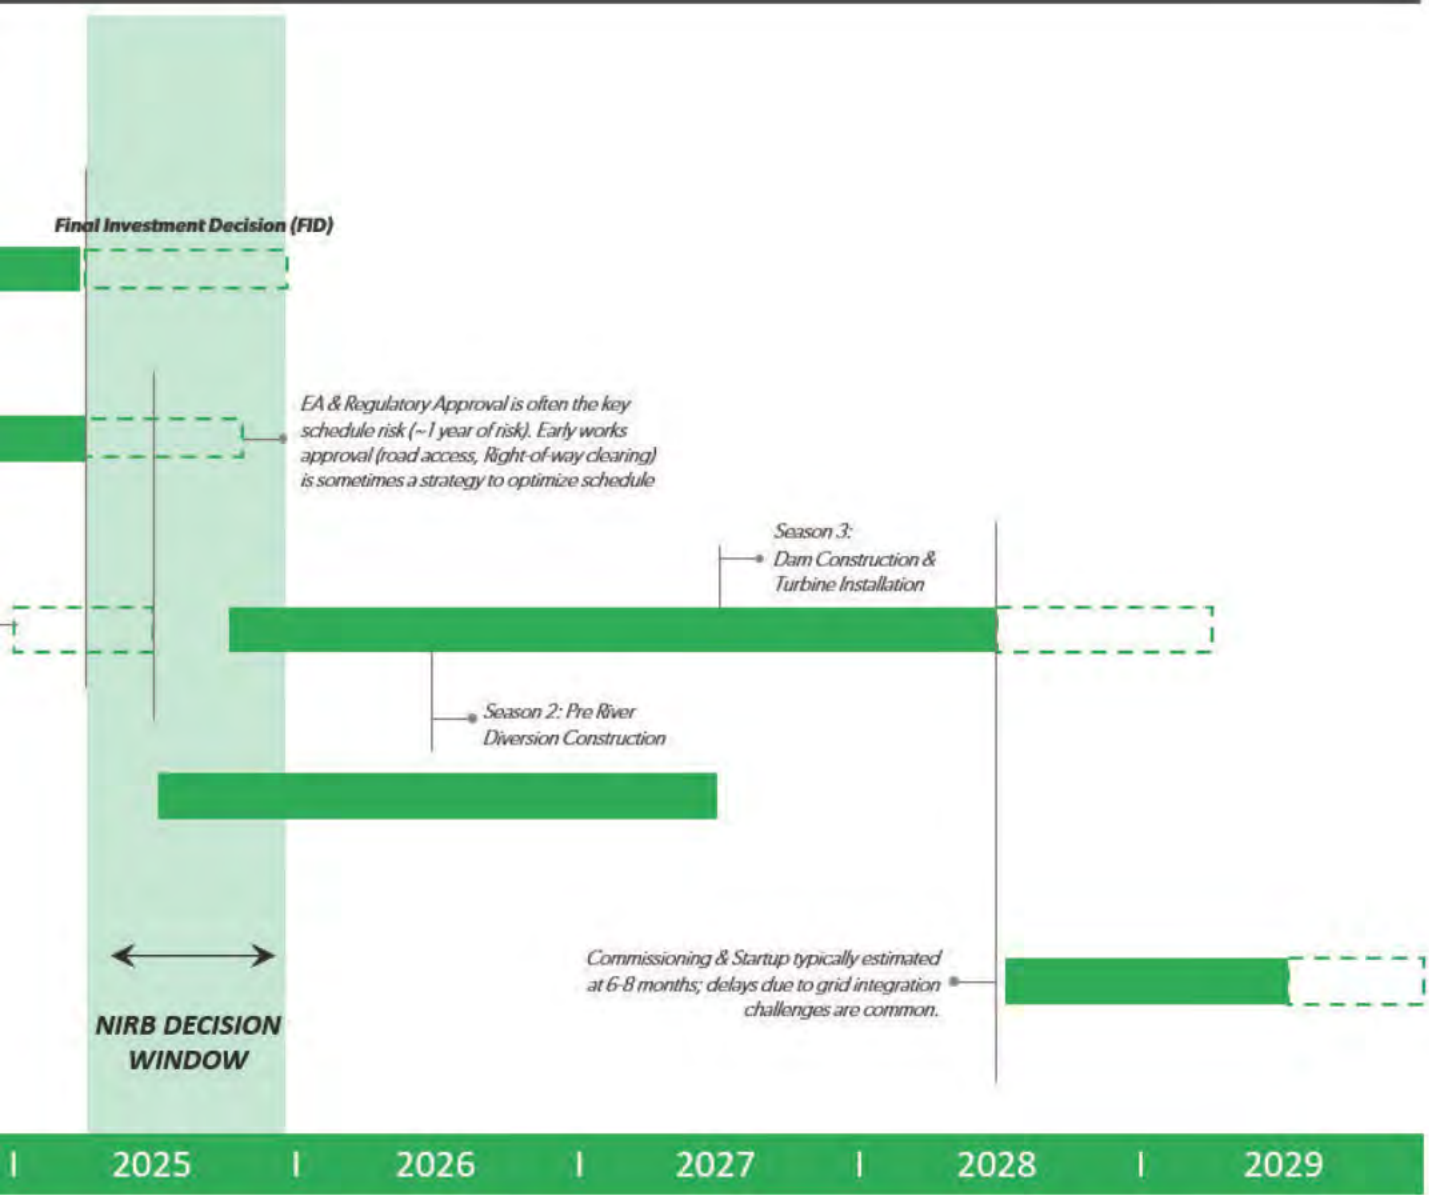 Final Investment Decision (FID)
EA & Regulatory Approval is often the key
schedule risk (~1 year of risk). Early works
approval (road access, Right-of-way clearing)
is sometimes a strategy to optimize schedule
Season 3:
Dam Construction &
Turbine Installation
Season 2: Pre River
Diversion Construction
Commissioning & Startup typically estimated
at 6-8 months; delays due to grid integration
challenges are common.
NIRB DECISION
WINDOW
| 2025 | 2026 | 2027 | 2028 | 2029